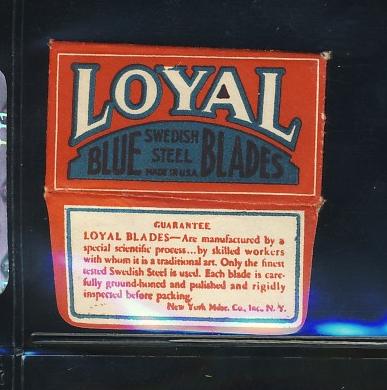 LOYAL
BLUE SWEDISH STEEL BLADES
MADE IN U.S.A.
GUARANTEE
LOYAL BLADES—Are manufactured by a
special scientific process...by skilled workers
with whom it is a traditional art. Only the finest
tested Swedish Steel is used. Each blade is care-
fully ground-honed and polished and rigidly
inspected before packing.
New York Mdse. Co., Inc., N. Y.